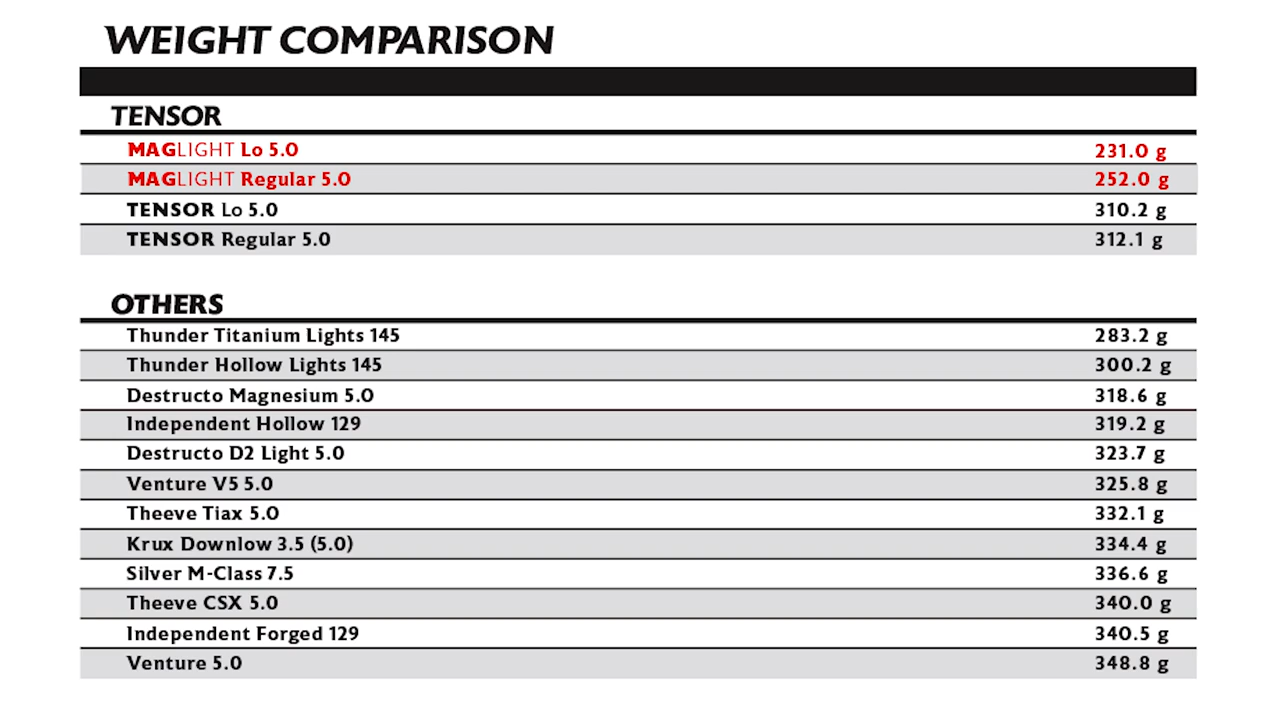 WEIGHT COMPARISON
TENSOR
MAGLIGHT Lo 5.0 231.0 g
MAGLIGHT Regular 5.0 252.0 g
TENSOR Lo 5.0 310.2 g
TENSOR Regular 5.0 312.1 g
OTHERS
Thunder Titanium Lights 145 283.2 g
Thunder Hollow Lights 145 300.2 g
Destructo Magnesium 5.0 318.6 g
Independent Hollow 129 319.2 g
Destructo D2 Light 5.0 323.7 g
Venture V5 5.0 325.8 g
Theeve Tiax 5.0 332.1 g
Krux Downlow 3.5 (5.0) 334.4 g
Silver M-Class 7.5 336.6 g
Theeve CSX 5.0 340.0 g
Independent Forged 129 340.5 g
Venture 5.0 348.8 g